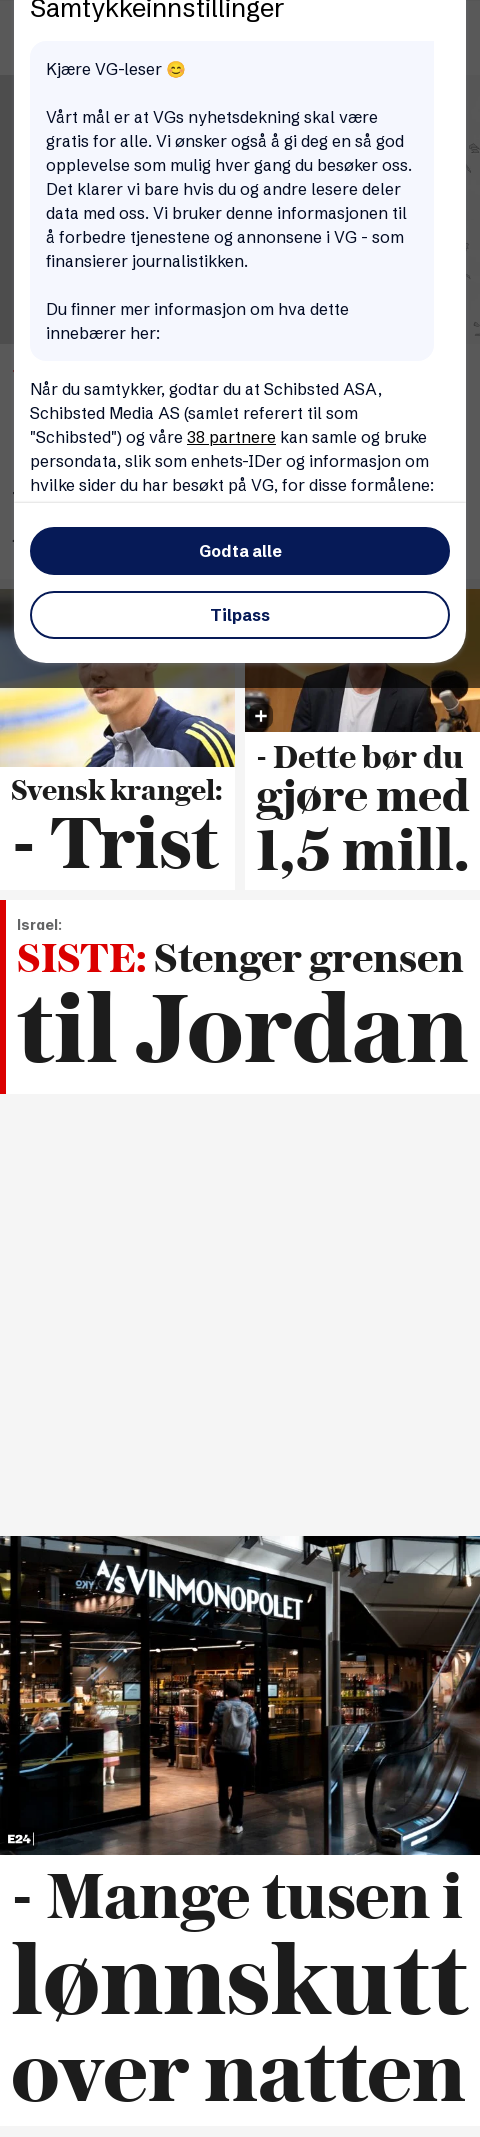 Samtykkeinnstillinger
Kjære VG-leser 😊
Vårt mål er at VGs nyhetsdekning skal være
gratis for alle. Vi ønsker også å gi deg en så god
opplevelse som mulig hver gang du besøker oss.
Det klarer vi bare hvis du og andre lesere deler
data med oss. Vi bruker denne informasjonen til
å forbedre tjenestene og annonsene i VG - som
finansierer journalistikken.
Du finner mer informasjon om hva dette
innebærer her:
Når du samtykker, godtar du at Schibsted ASA,
Schibsted Media AS (samlet referert til som
"Schibsted") og våre 38 partnere kan samle og bruke
persondata, slik som enhets-IDer og informasjon om
hvilke sider du har besøkt på VG, for disse formålene:
Godta alle
Tilpass
Svensk krangel:
- Trist
- Dette bør du
gjøre med
1,5 mill.
Israel:
SISTE: Stenger grensen
til Jordan
A/S VINMONOPOLET
E24
- Mange tusen i
lønnskutt
over natten